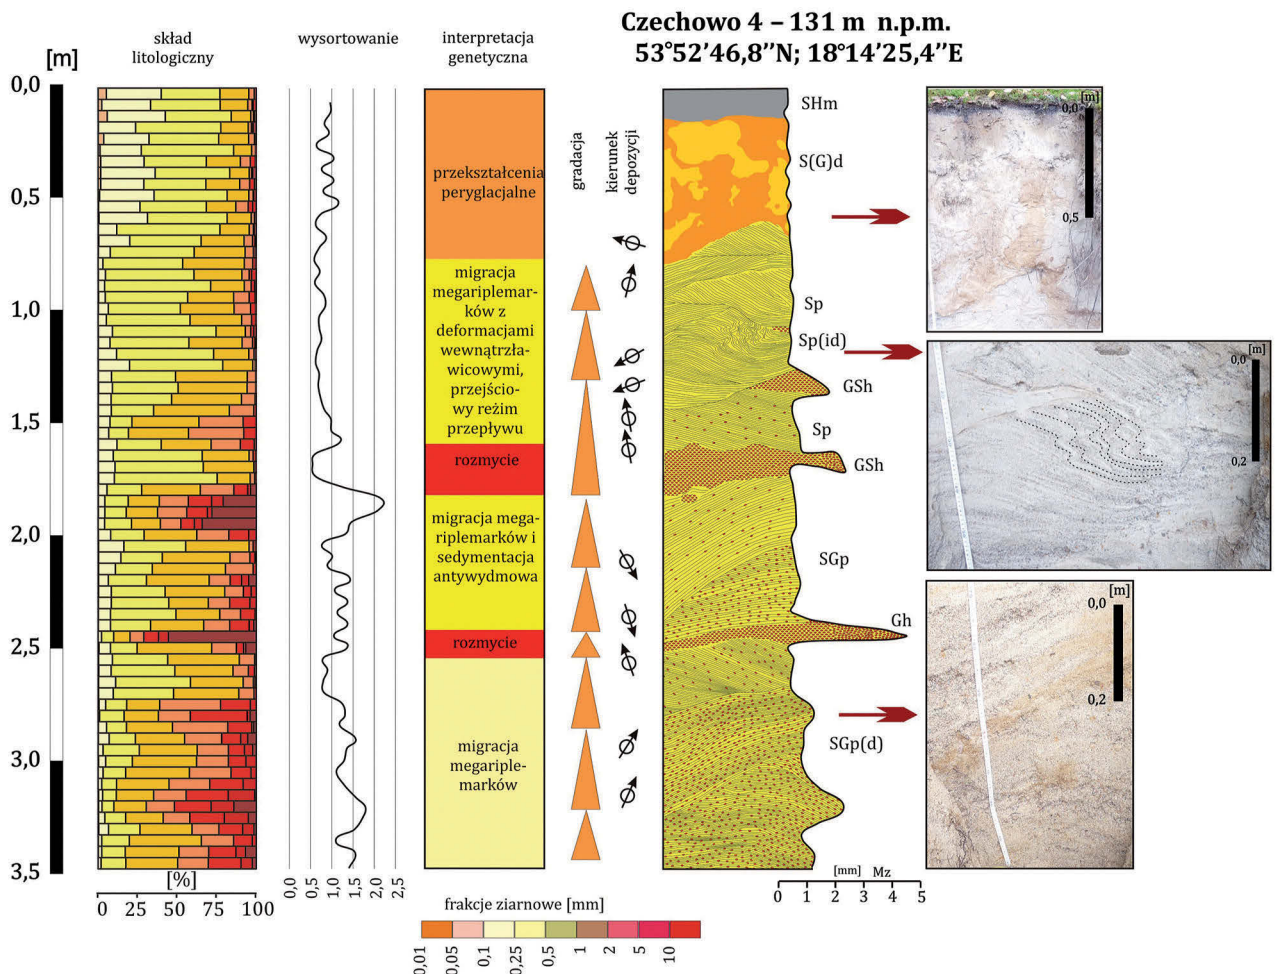 Czechowo 4 – 131 m n.p.m.
53°52’46,8’’N; 18°14’25,4’’E
[m]
skład
litologiczny
wysortowanie
interpretacja
genetyczna
gradacja
kierunek
depozycji
0,0
0,5
1,0
1,5
2,0
2,5
3,0
3,5
przekształcenia
peryglacjalne
migracja
megariplemar-
ków z
deformacjami
wewnątrzła-
wicowymi,
przejścio-
wy reżim
przepływu
rozmycie
migracja mega-
riplemarków i
sedymentacja
antywydmowa
rozmycie
migracja
megariple-
marków
SHm
S(G)d
Sp
Sp(id)
GSh
Sp
GSh
SGp
Gh
SGp(d)
[m]
0,0
0,5
[m]
0,0
0,2
[m]
0,0
0,2
[%]
0 25 50 75 100
0,0 0,5 1,0 1,5 2,0 2,5
[mm] Mz
0 1 2 3 4 5
frakcje ziarnowe [mm]
0,01 0,05 0,1 0,25 0,5 1 2 5 10